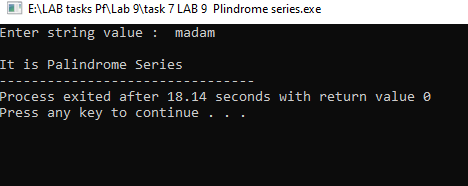 E:\LAB tasks Pf\Lab 9\task 7 LAB 9  Plindrome series.exe
Enter string value :  madam
It is Palindrome Series
--------------------------------
Process exited after 18.14 seconds with return value 0
Press any key to continue . . .